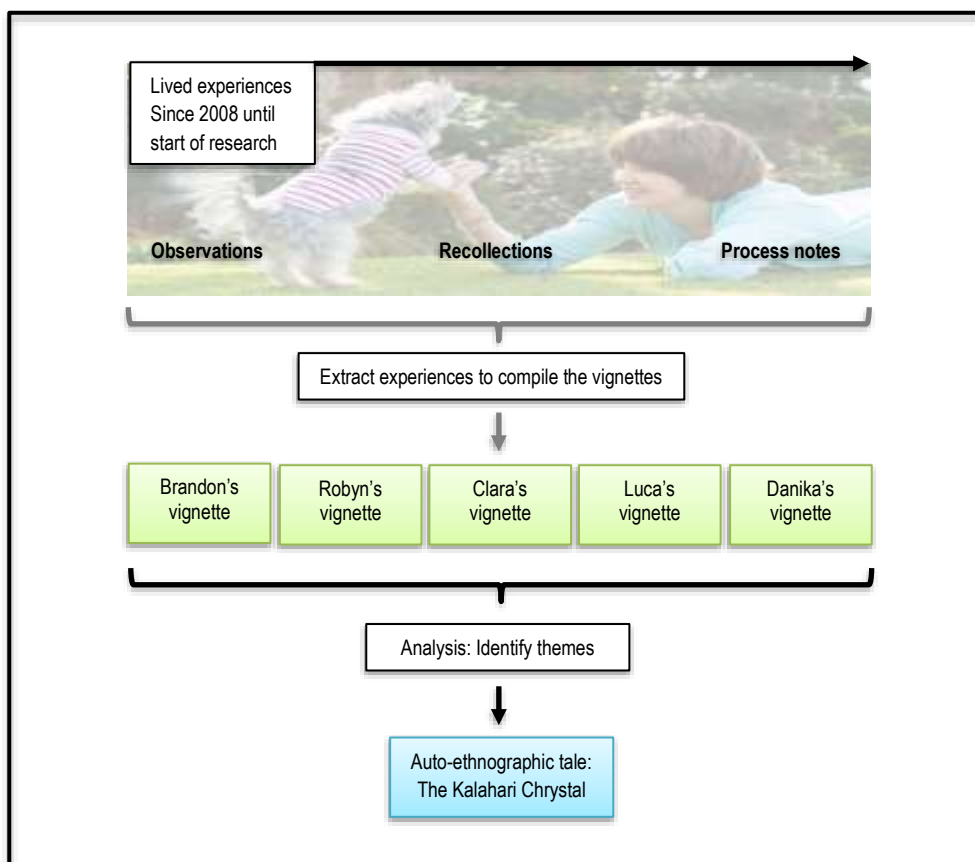 Lived experiences
Since 2008 until
start of research
Observations
Recollections
Process notes
Extract experiences to compile the vignettes
Brandon’s
vignette
Robyn’s
vignette
Clara’s
vignette
Luca’s
vignette
Danika’s
vignette
Analysis: Identify themes
Auto-ethnographic tale:
The Kalahari Chrystal